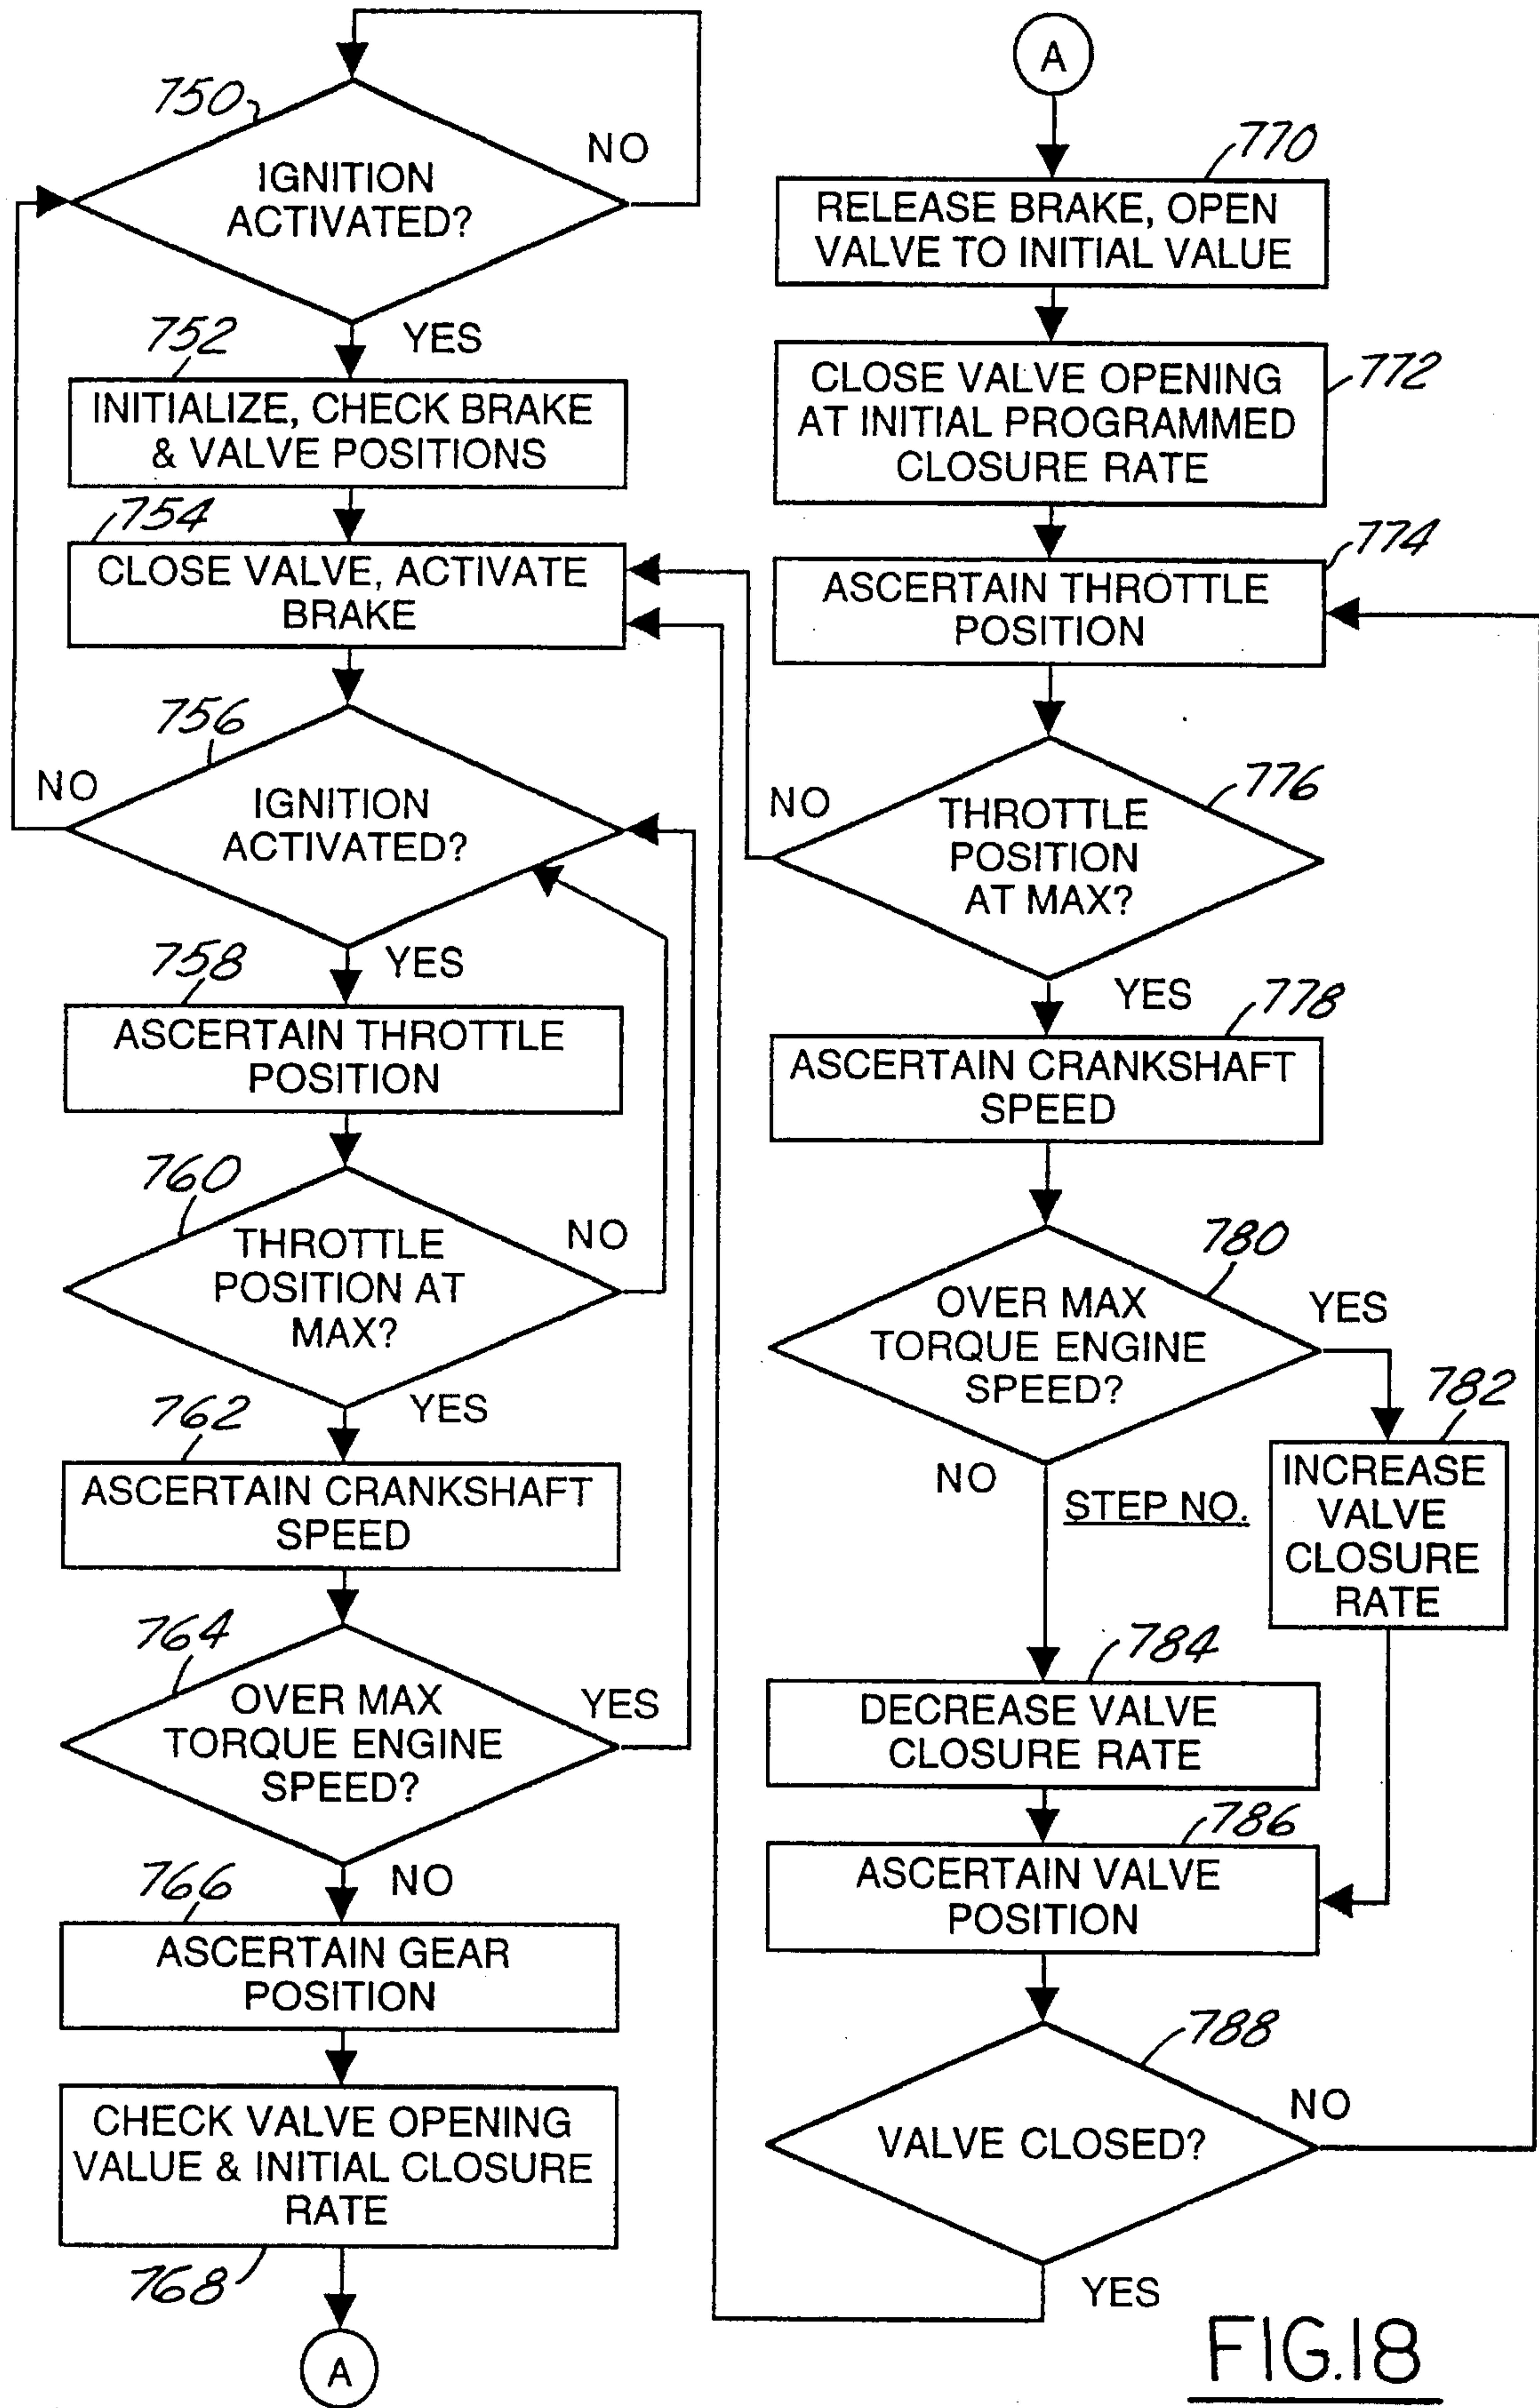 750
IGNITION
ACTIVATED?
NO
YES
752
INITIALIZE, CHECK BRAKE
& VALVE POSITIONS
754
CLOSE VALVE, ACTIVATE
BRAKE
756
NO
IGNITION
ACTIVATED?
YES
758
ASCERTAIN THROTTLE
POSITION
760
NO
THROTTLE
POSITION AT
MAX?
YES
762
ASCERTAIN CRANKSHAFT
SPEED
764
OVER MAX
TORQUE ENGINE
SPEED?
YES
NO
766
ASCERTAIN GEAR
POSITION
CHECK VALVE OPENING
VALUE & INITIAL CLOSURE
RATE
768
A
A
770
RELEASE BRAKE, OPEN
VALVE TO INITIAL VALUE
772
CLOSE VALVE OPENING
AT INITIAL PROGRAMMED
CLOSURE RATE
774
ASCERTAIN THROTTLE
POSITION
776
NO
THROTTLE
POSITION
AT MAX?
YES
778
ASCERTAIN CRANKSHAFT
SPEED
780
OVER MAX
TORQUE ENGINE
SPEED?
YES
782
NO
STEP NO.
INCREASE
VALVE
CLOSURE
RATE
784
DECREASE VALVE
CLOSURE RATE
786
ASCERTAIN VALVE
POSITION
788
NO
VALVE CLOSED?
YES
FIG.18